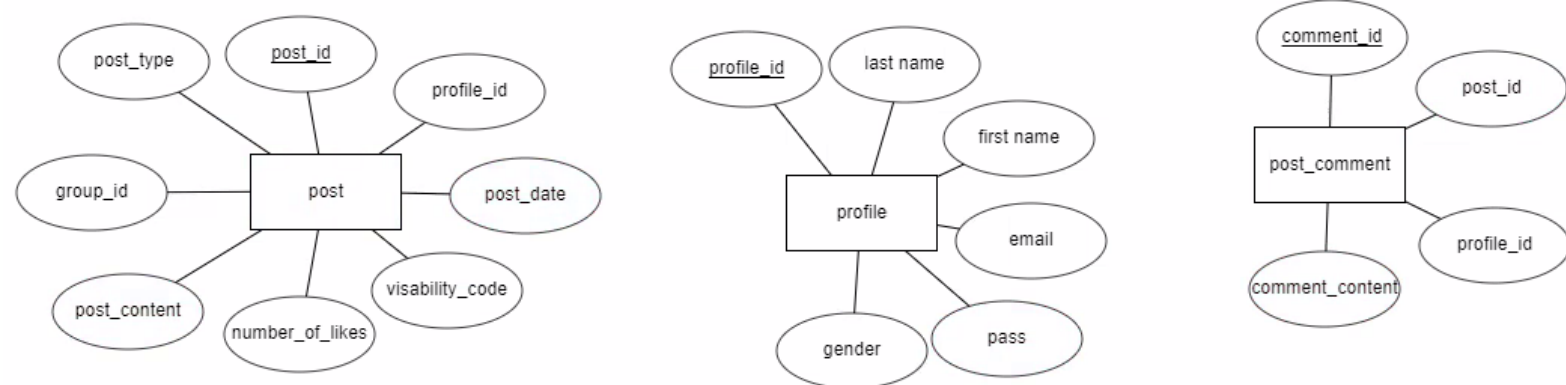 post_type
post_id
profile_id
group_id
post
post_date
post_content
number_of_likes
visability_code
profile_id
last name
first name
profile
email
gender
pass
comment_id
post_id
post_comment
profile_id
comment_content